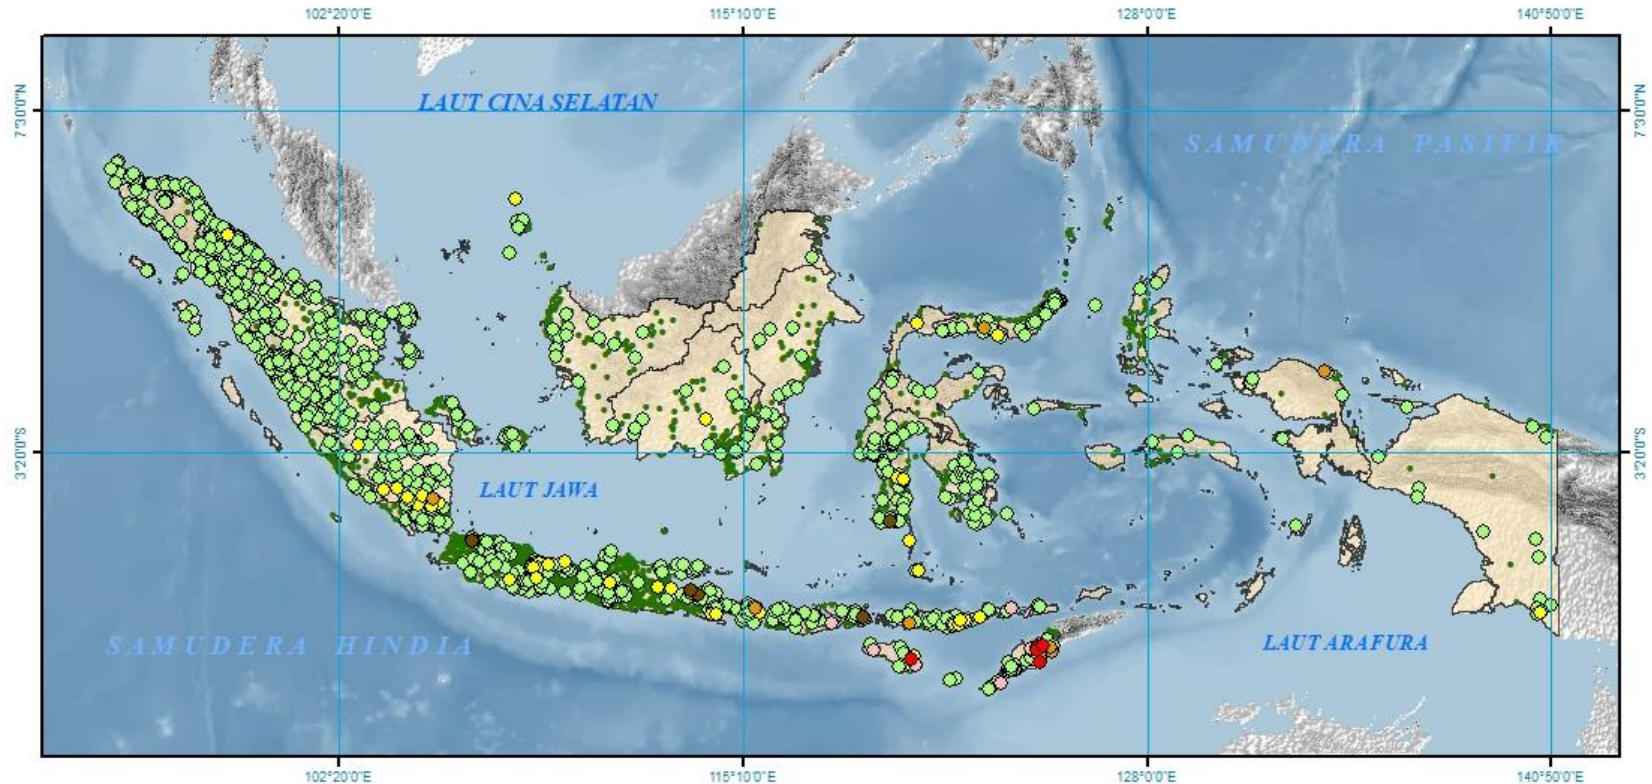 102°20'0"E 115°10'0"E 128°0'0"E 140°50'0"E
7°30'0"N 7°30'0"N
LAUT CINA SELATAN
SAMUDERA PASIFIK
3°20'0"S 3°20'0"S
LAUT JAWA
SAMUDERA HINDIA
LAUT ARAFURA
102°20'0"E 115°10'0"E 128°0'0"E 140°50'0"E